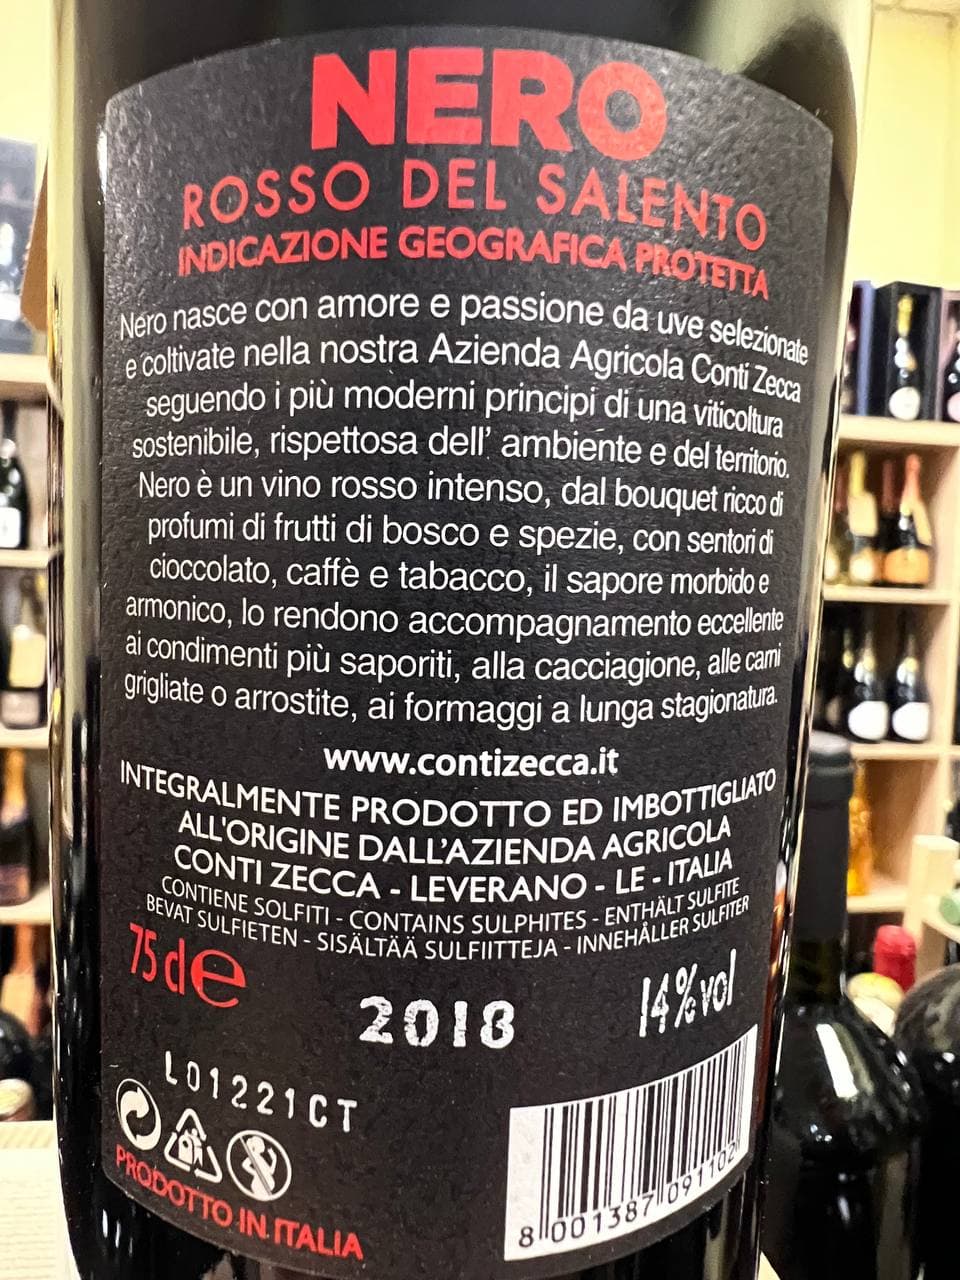 NERO
ROSSO DEL SALENTO
INDICAZIONE GEOGRAFICA PROTETTA
Nero nasce con amore e passione da uve selezionate
e coltivate nella nostra Azienda Agricola Conti Zecca
seguendo i più moderni principi di una viticoltura
sostenibile, rispettosa dell' ambiente e del territorio.
Nero è un vino rosso intenso, dal bouquet ricco di
profumi di frutti di bosco e spezie, con sentori di
cioccolato, caffè e tabacco, il sapore morbido e
armonico, lo rendono accompagnamento eccellente
ai condimenti più saporiti, alla cacciagione, alle carni
grigliate o arrostite, ai formaggi a lunga stagionatura.
www.contizecca.it
INTEGRALMENTE PRODOTTO ED IMBOTTIGLIATO
ALL'ORIGINE DALL'AZIENDA AGRICOLA
CONTI ZECCA - LEVERANO - LE - ITALIA
CONTIENE SOLFITI - CONTAINS SULPHITES - ENTHÄLT SULFITE
BEVAT SULFIETEN - SISÄLTÄÄ SULFIITTEJA - INNEHÅLLER SULFITER
75 cl e
2018
14%vol
L01221CT
PRODOTTO IN ITALIA
8 001387 091102